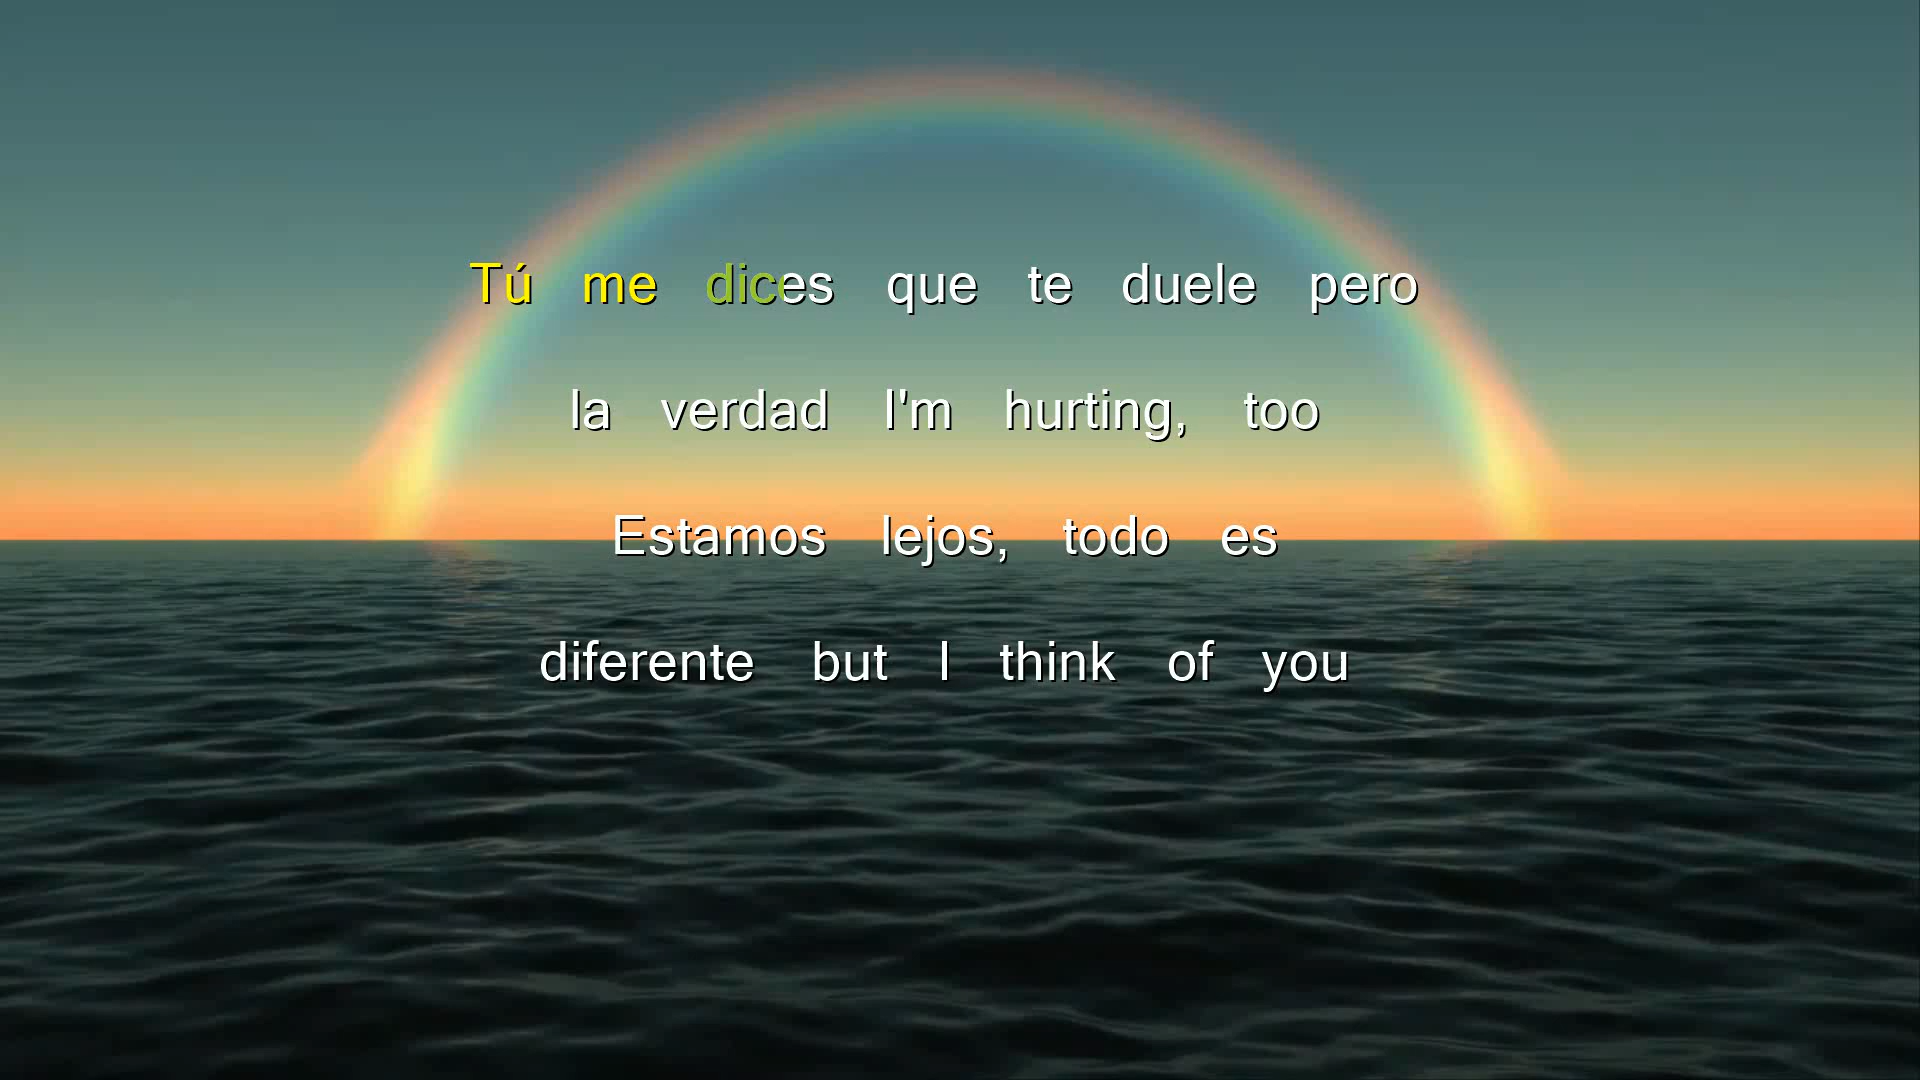 Tú me dices que te duele pero
la verdad I'm hurting, too
Estamos lejos, todo es
diferente but I think of you